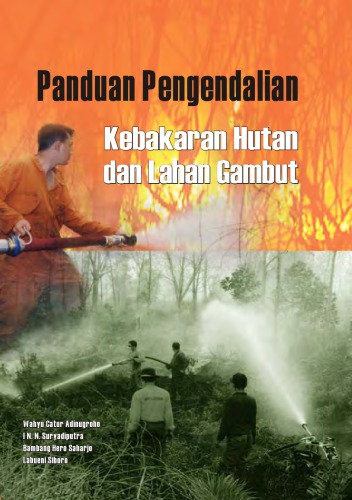 Panduan Pengendalian
Kebakaran Hutan
dan Lahan Gambut
Wahyu Catur Adinugroho
I N. N. Suryadiputra
Bambang Hero Saharjo
Labueni Siboro